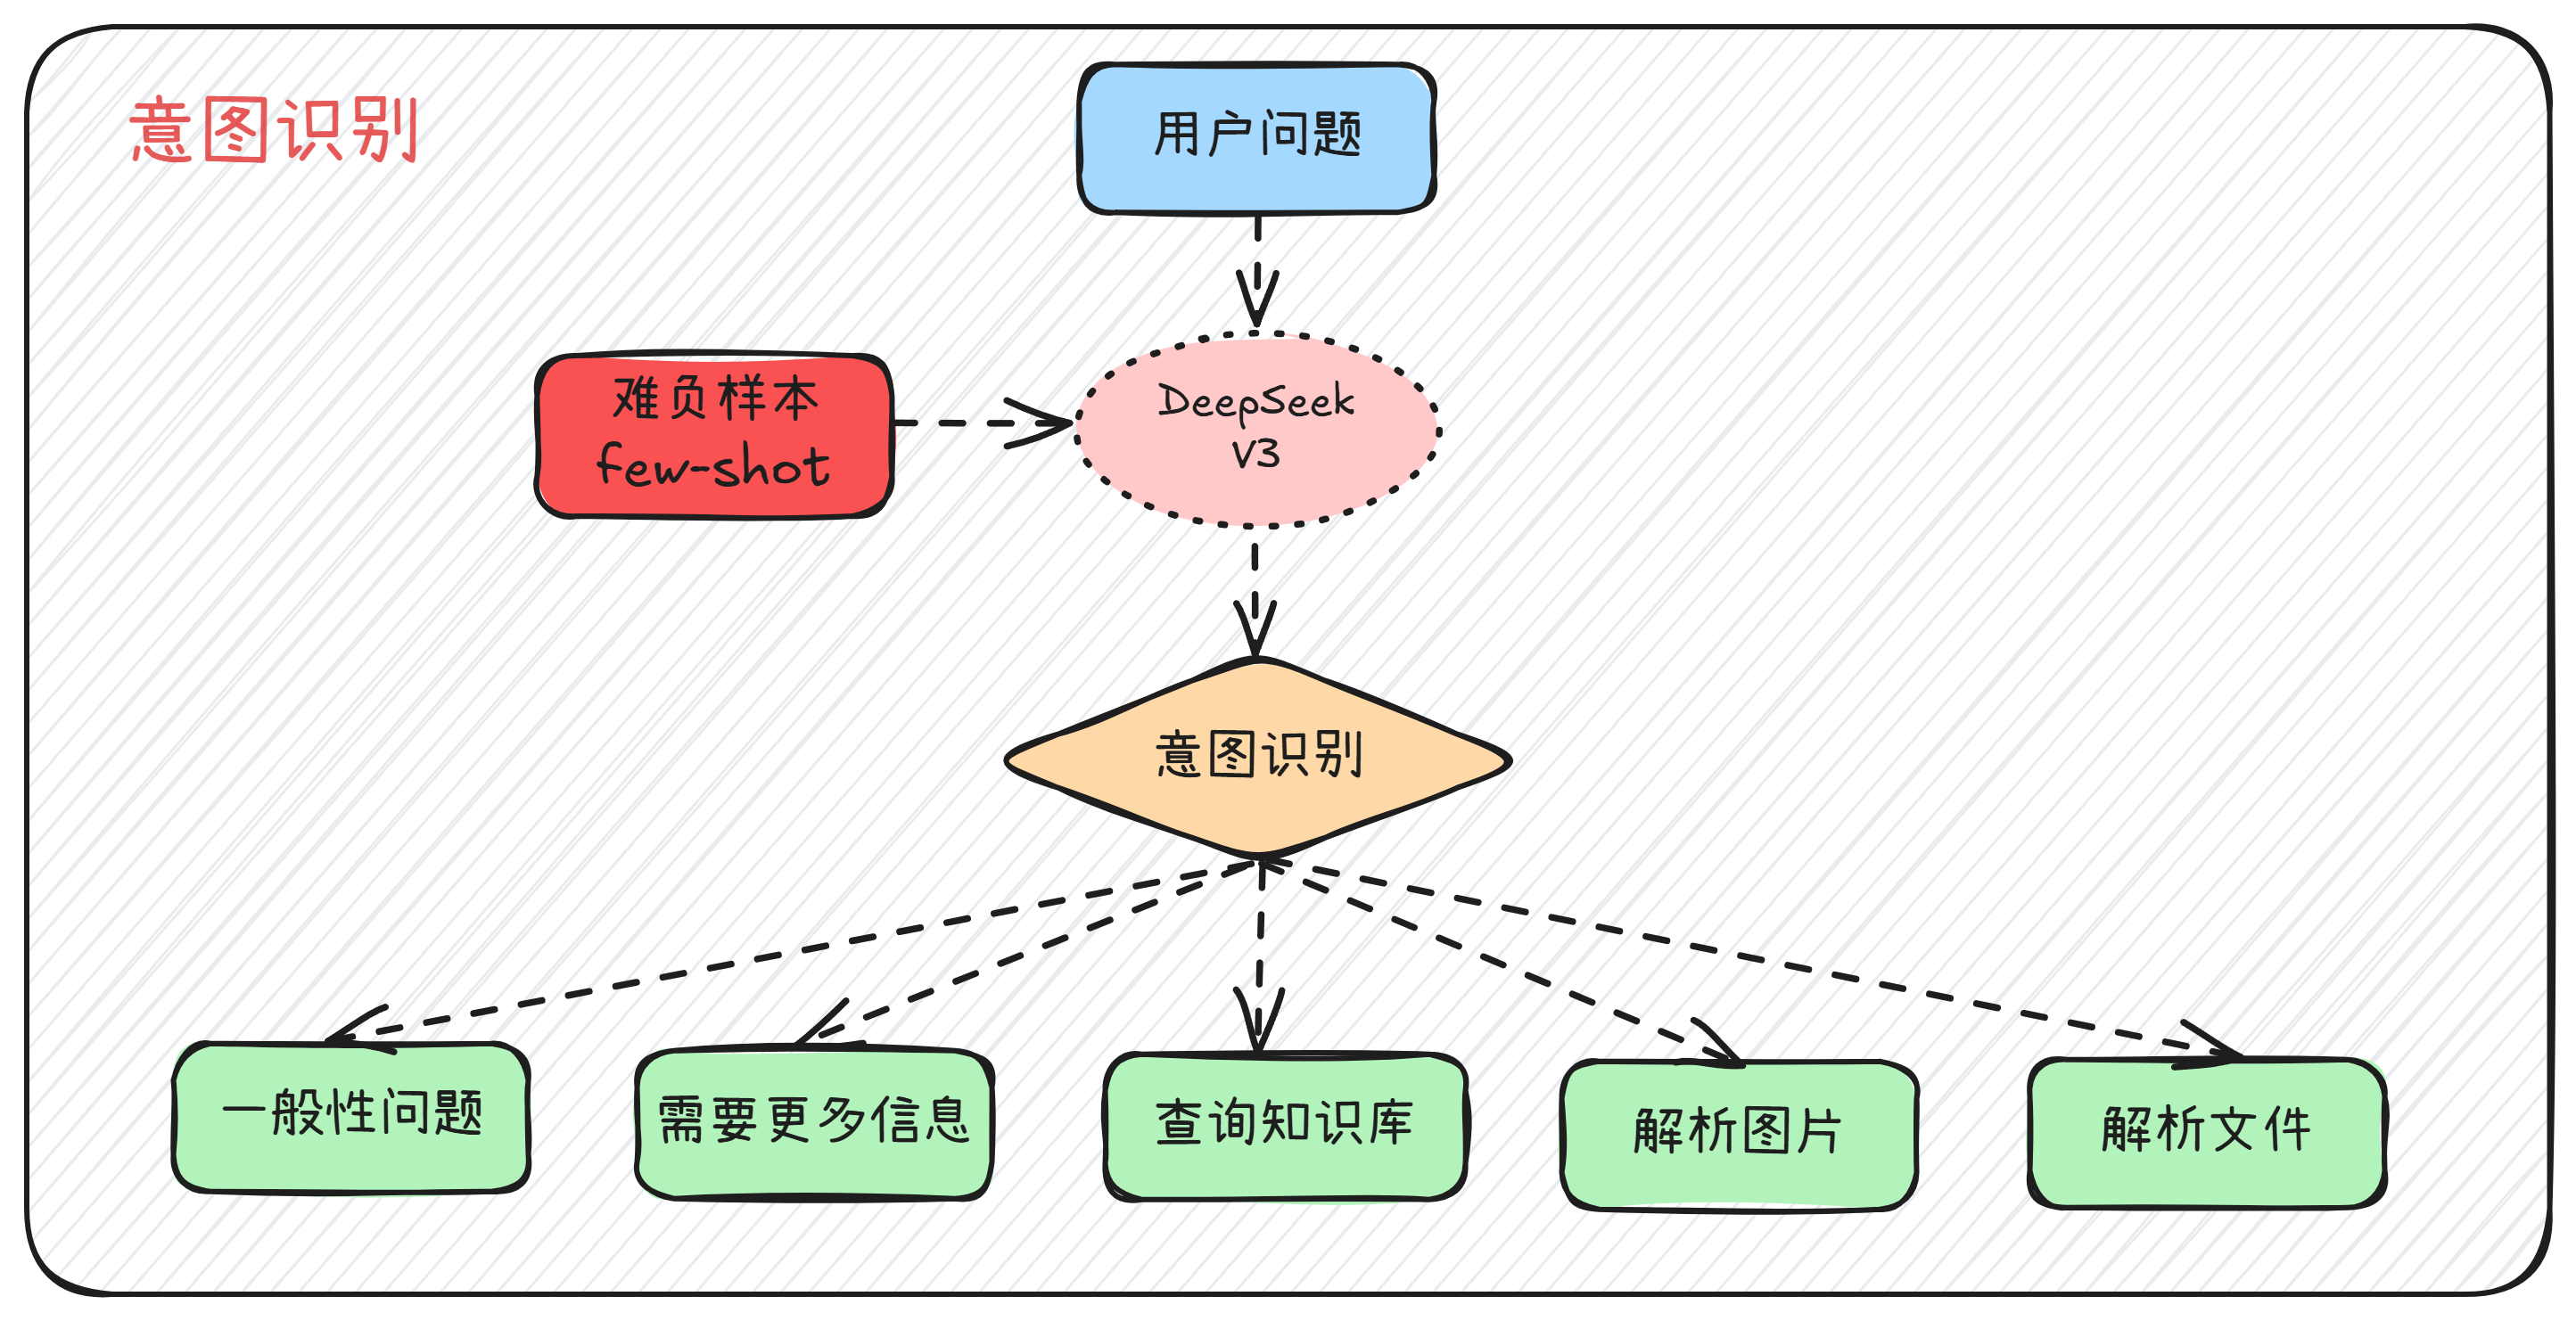 意图识别
用户问题
难负样本
few-shot
DeepSeek
V3
意图识别
一般性问题
需要更多信息
查询知识库
解析图片
解析文件